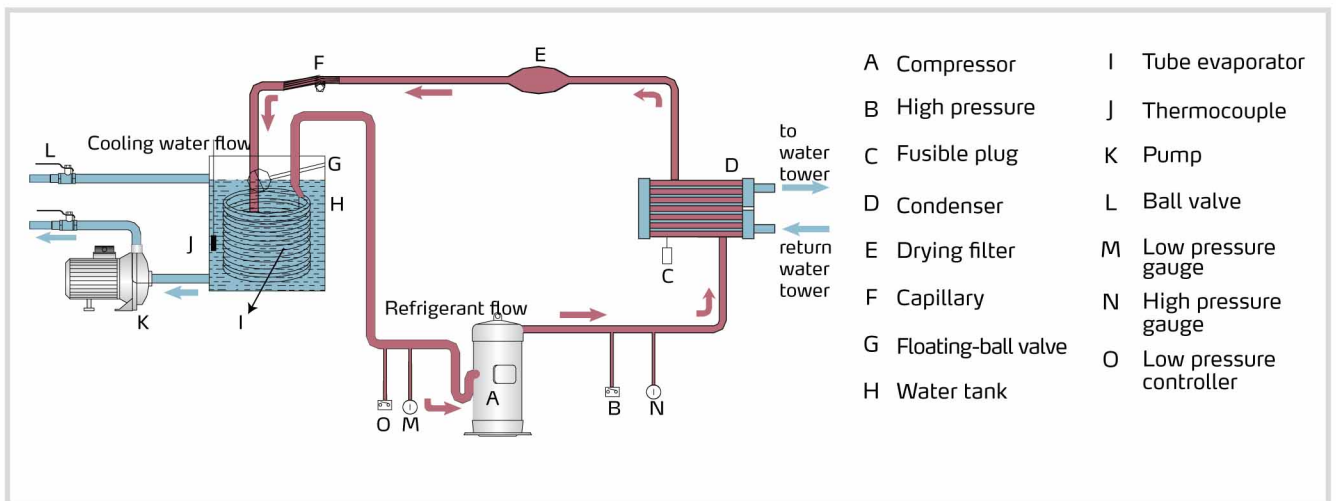 F
E
L
Cooling water flow
G
H
J
K
I
Refrigerant flow
A
O
M
B
N
C
D
to
water
tower
return
water
tower
A Compressor
B High pressure
C Fusible plug
D Condenser
E Drying filter
F Capillary
G Floating-ball valve
H Water tank
I Tube evaporator
J Thermocouple
K Pump
L Ball valve
M Low pressure
gauge
N High pressure
gauge
O Low pressure
controller